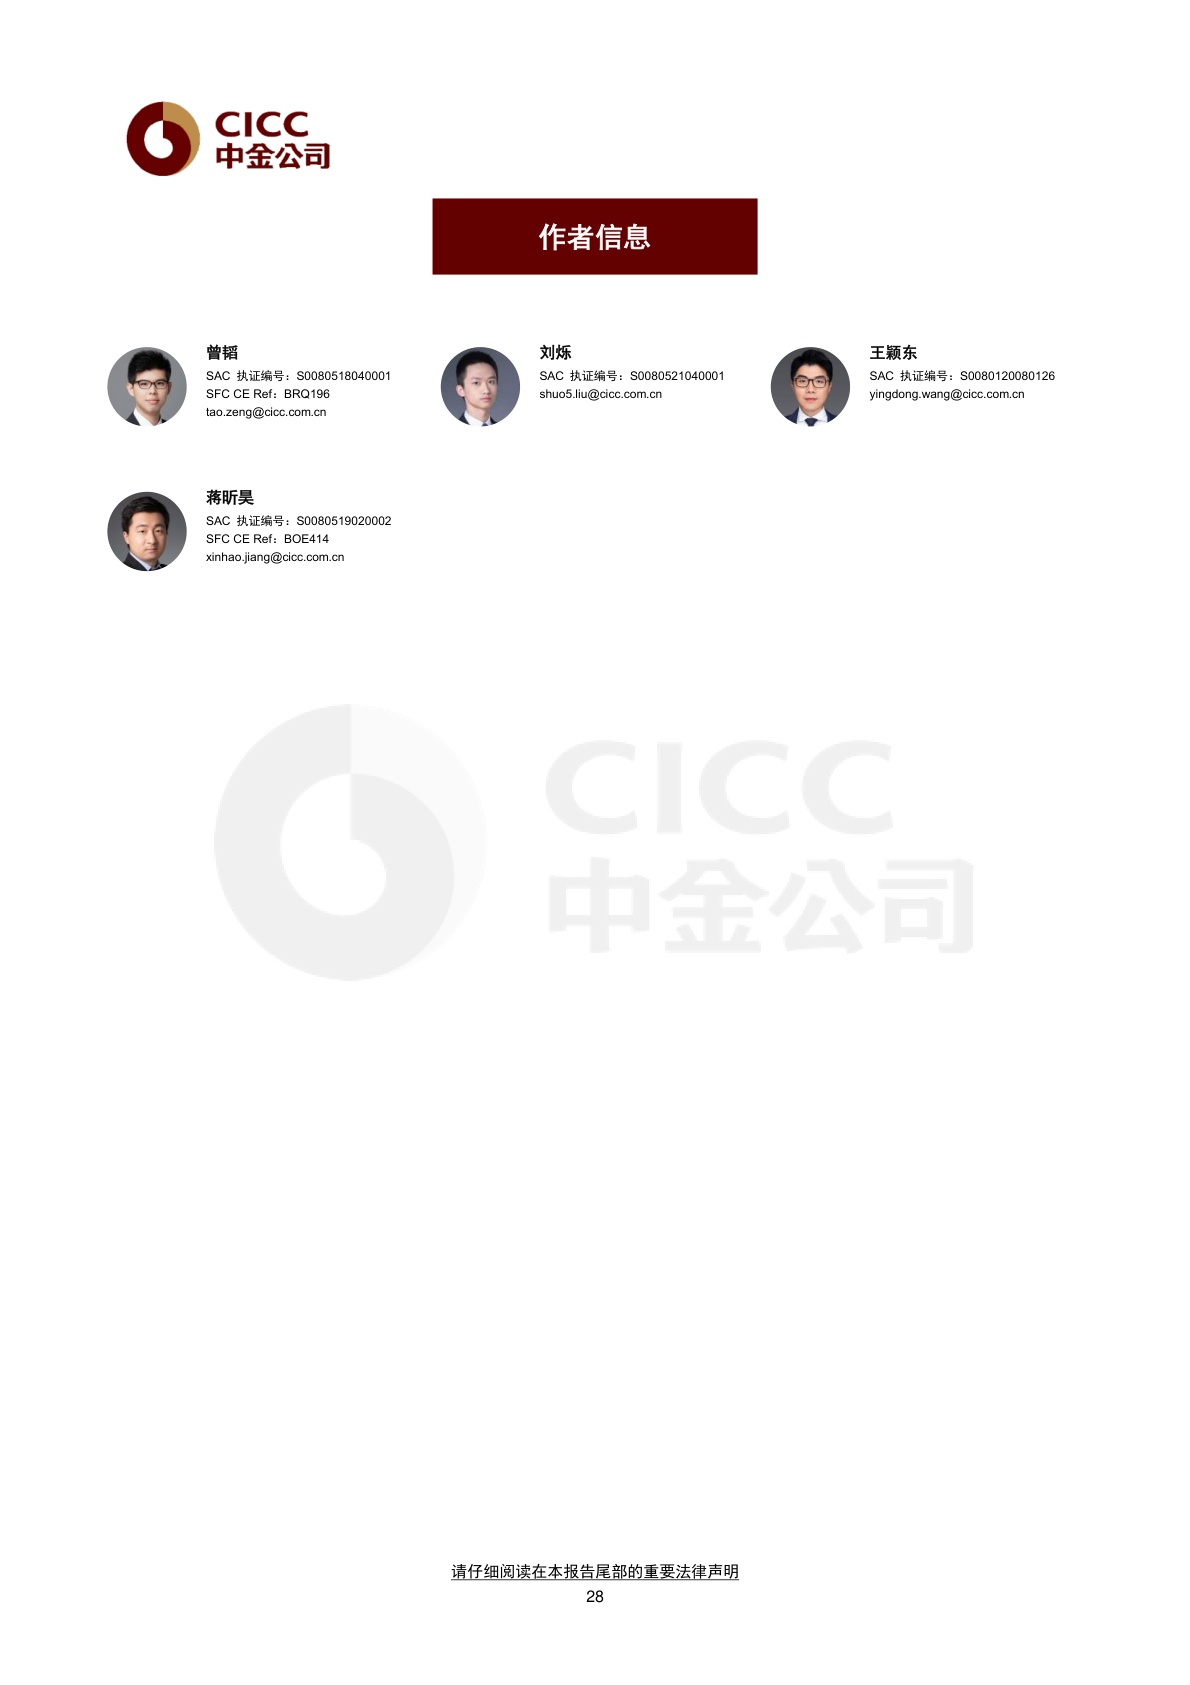 CICC
中金公司
作者信息
曾韬
SAC 执证编号：S0080518040001
SFC CE Ref：BRQ196
tao.zeng@cicc.com.cn
刘烁
SAC 执证编号：S0080521040001
shuo5.liu@cicc.com.cn
王颖东
SAC 执证编号：S0080120080126
yingdong.wang@cicc.com.cn
蒋昕昊
SAC 执证编号：S0080519020002
SFC CE Ref：BOE414
xinhao.jiang@cicc.com.cn
CICC
中金公司
请仔细阅读在本报告尾部的重要法律声明
28